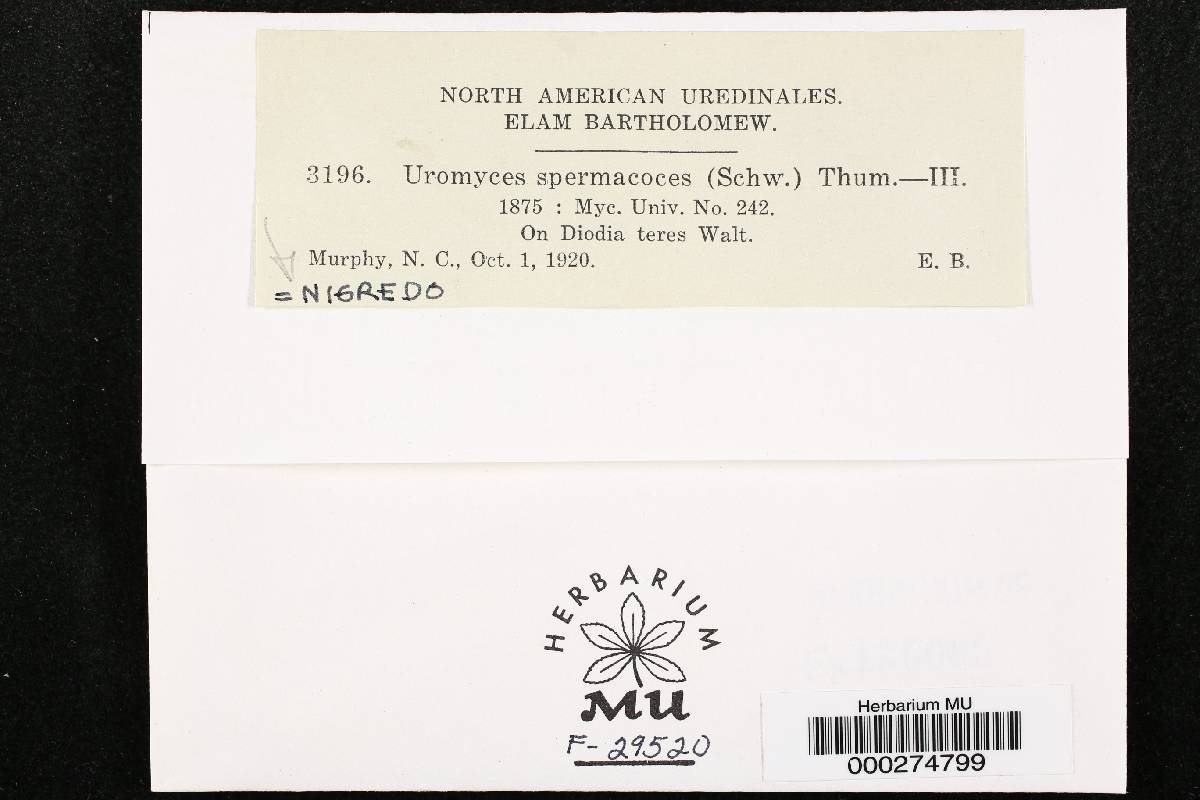 NORTH AMERICAN UREDINALES.
ELAM BARTHOLOMEW.
3196. Uromyces spermacoces (Schw.) Thum.—III.
1875 : Myc. Univ. No. 242.
On Diodia teres Walt.
Murphy, N. C., Oct. 1, 1920. E. B.
= NIGREDO
HERBARIUM
MU
F-29520
Herbarium MU
000274799